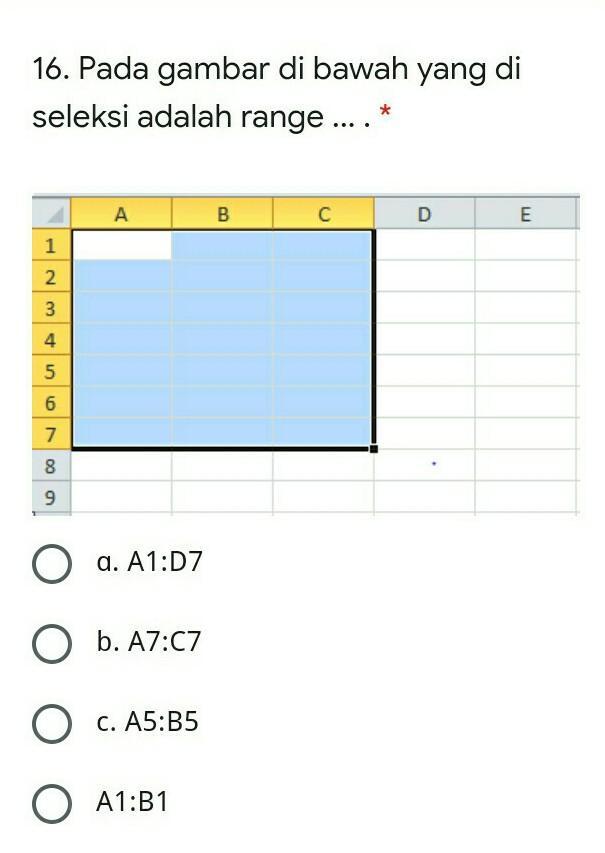 16. Pada gambar di bawah yang di
seleksi adalah range ... . *
A B C D E
1
2
3
4
5
6
7
8
9
a. A1:D7
b. A7:C7
c. A5:B5
A1:B1